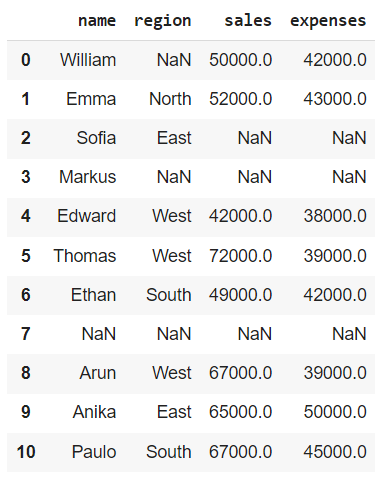 name region sales expenses
0 William NaN 50000.0 42000.0
1 Emma North 52000.0 43000.0
2 Sofia East NaN NaN
3 Markus NaN NaN NaN
4 Edward West 42000.0 38000.0
5 Thomas West 72000.0 39000.0
6 Ethan South 49000.0 42000.0
7 NaN NaN NaN NaN
8 Arun West 67000.0 39000.0
9 Anika East 65000.0 50000.0
10 Paulo South 67000.0 45000.0